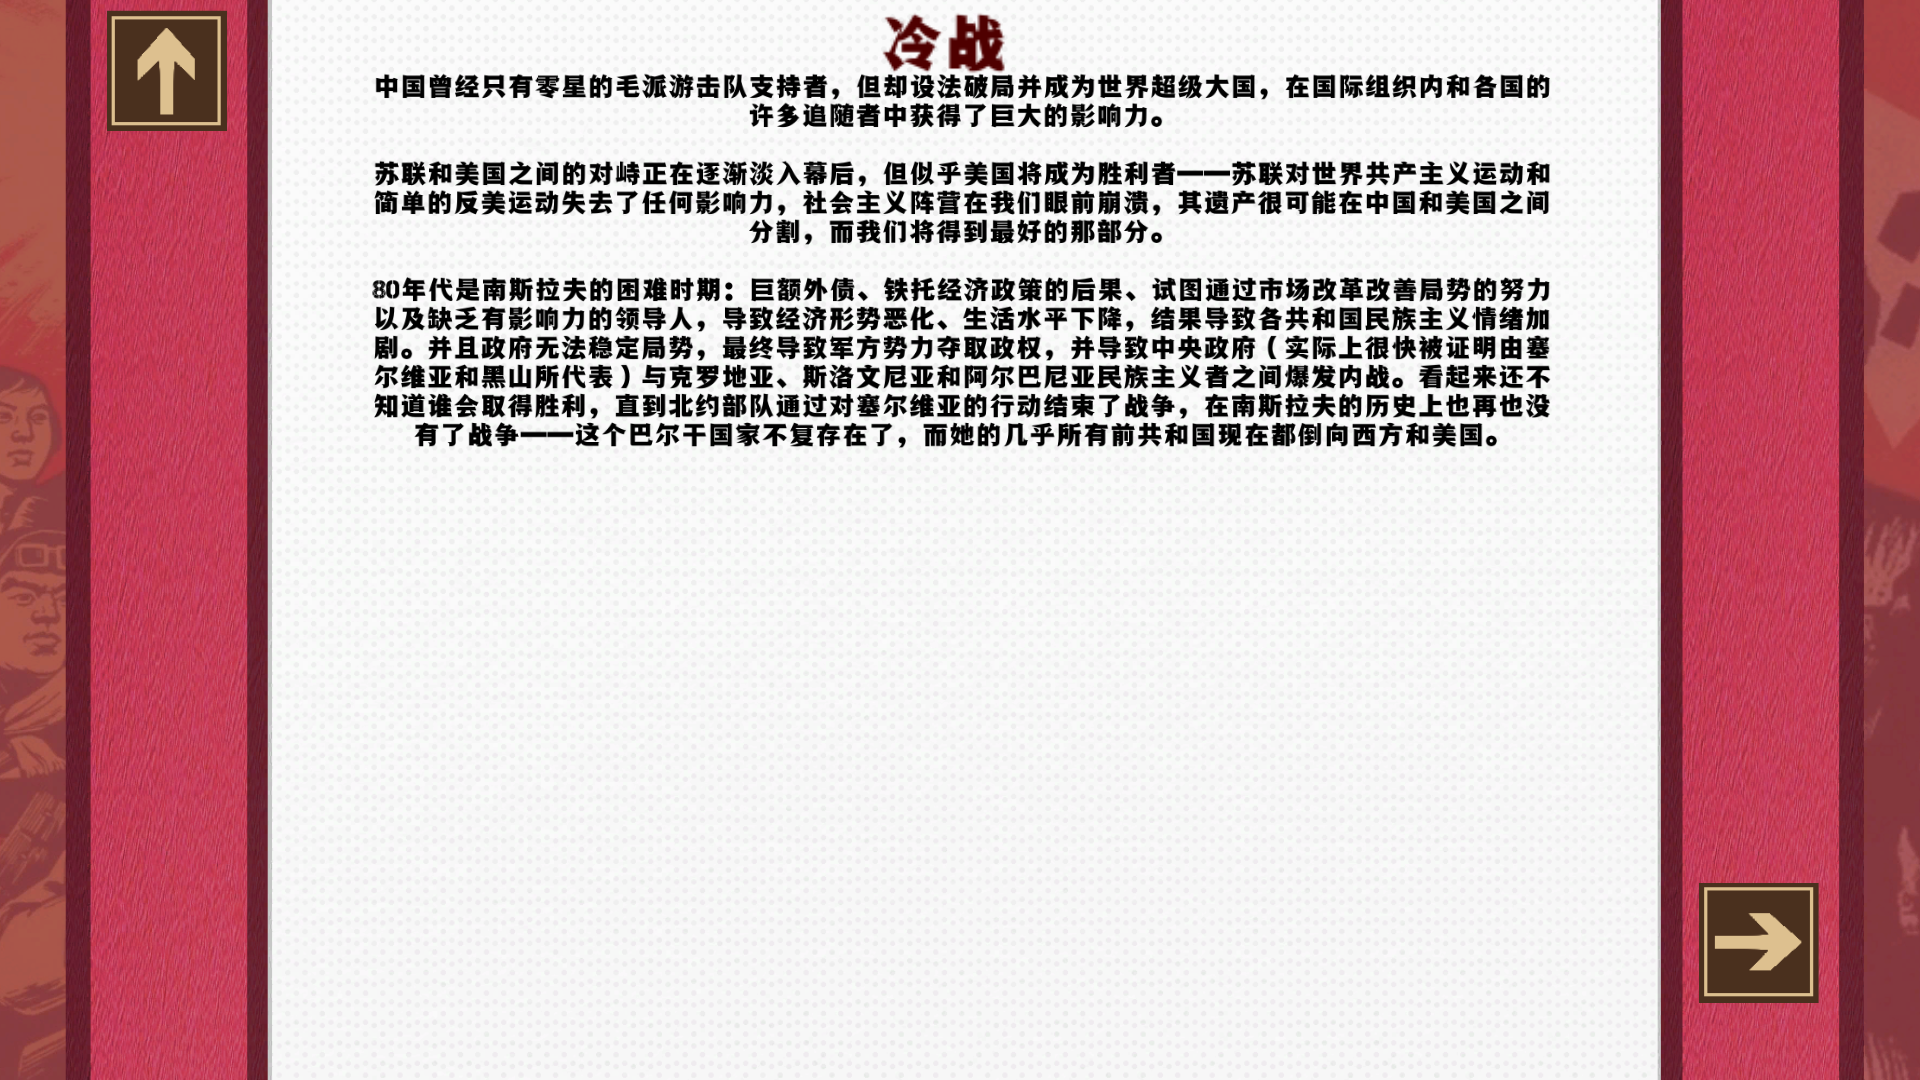 冷战
中国曾经只有零星的毛派游击队支持者，但却设法破局并成为世界超级大国，在国际组织内和各国的
许多追随者中获得了巨大的影响力。
苏联和美国之间的对峙正在逐渐淡入幕后，但似乎美国将成为胜利者——苏联对世界共产主义运动和
简单的反美运动失去了任何影响力，社会主义阵营在我们眼前崩溃，其遗产很可能在中国和美国之间
分割，而我们将得到最好的那部分。
80年代是南斯拉夫的困难时期：巨额外债、铁托经济政策的后果、试图通过市场改革改善局势的努力
以及缺乏有影响力的领导人，导致经济形势恶化、生活水平下降，结果导致各共和国民族主义情绪加
剧。并且政府无法稳定局势，最终导致军方势力夺取政权，并导致中央政府（实际上很快被证明由塞
尔维亚和黑山所代表）与克罗地亚、斯洛文尼亚和阿尔巴尼亚民族主义者之间爆发内战。看起来还不
知道谁会取得胜利，直到北约部队通过对塞尔维亚的行动结束了战争，在南斯拉夫的历史上也再也没
有了战争——这个巴尔干国家不复存在了，而她的几乎所有前共和国现在都倒向西方和美国。